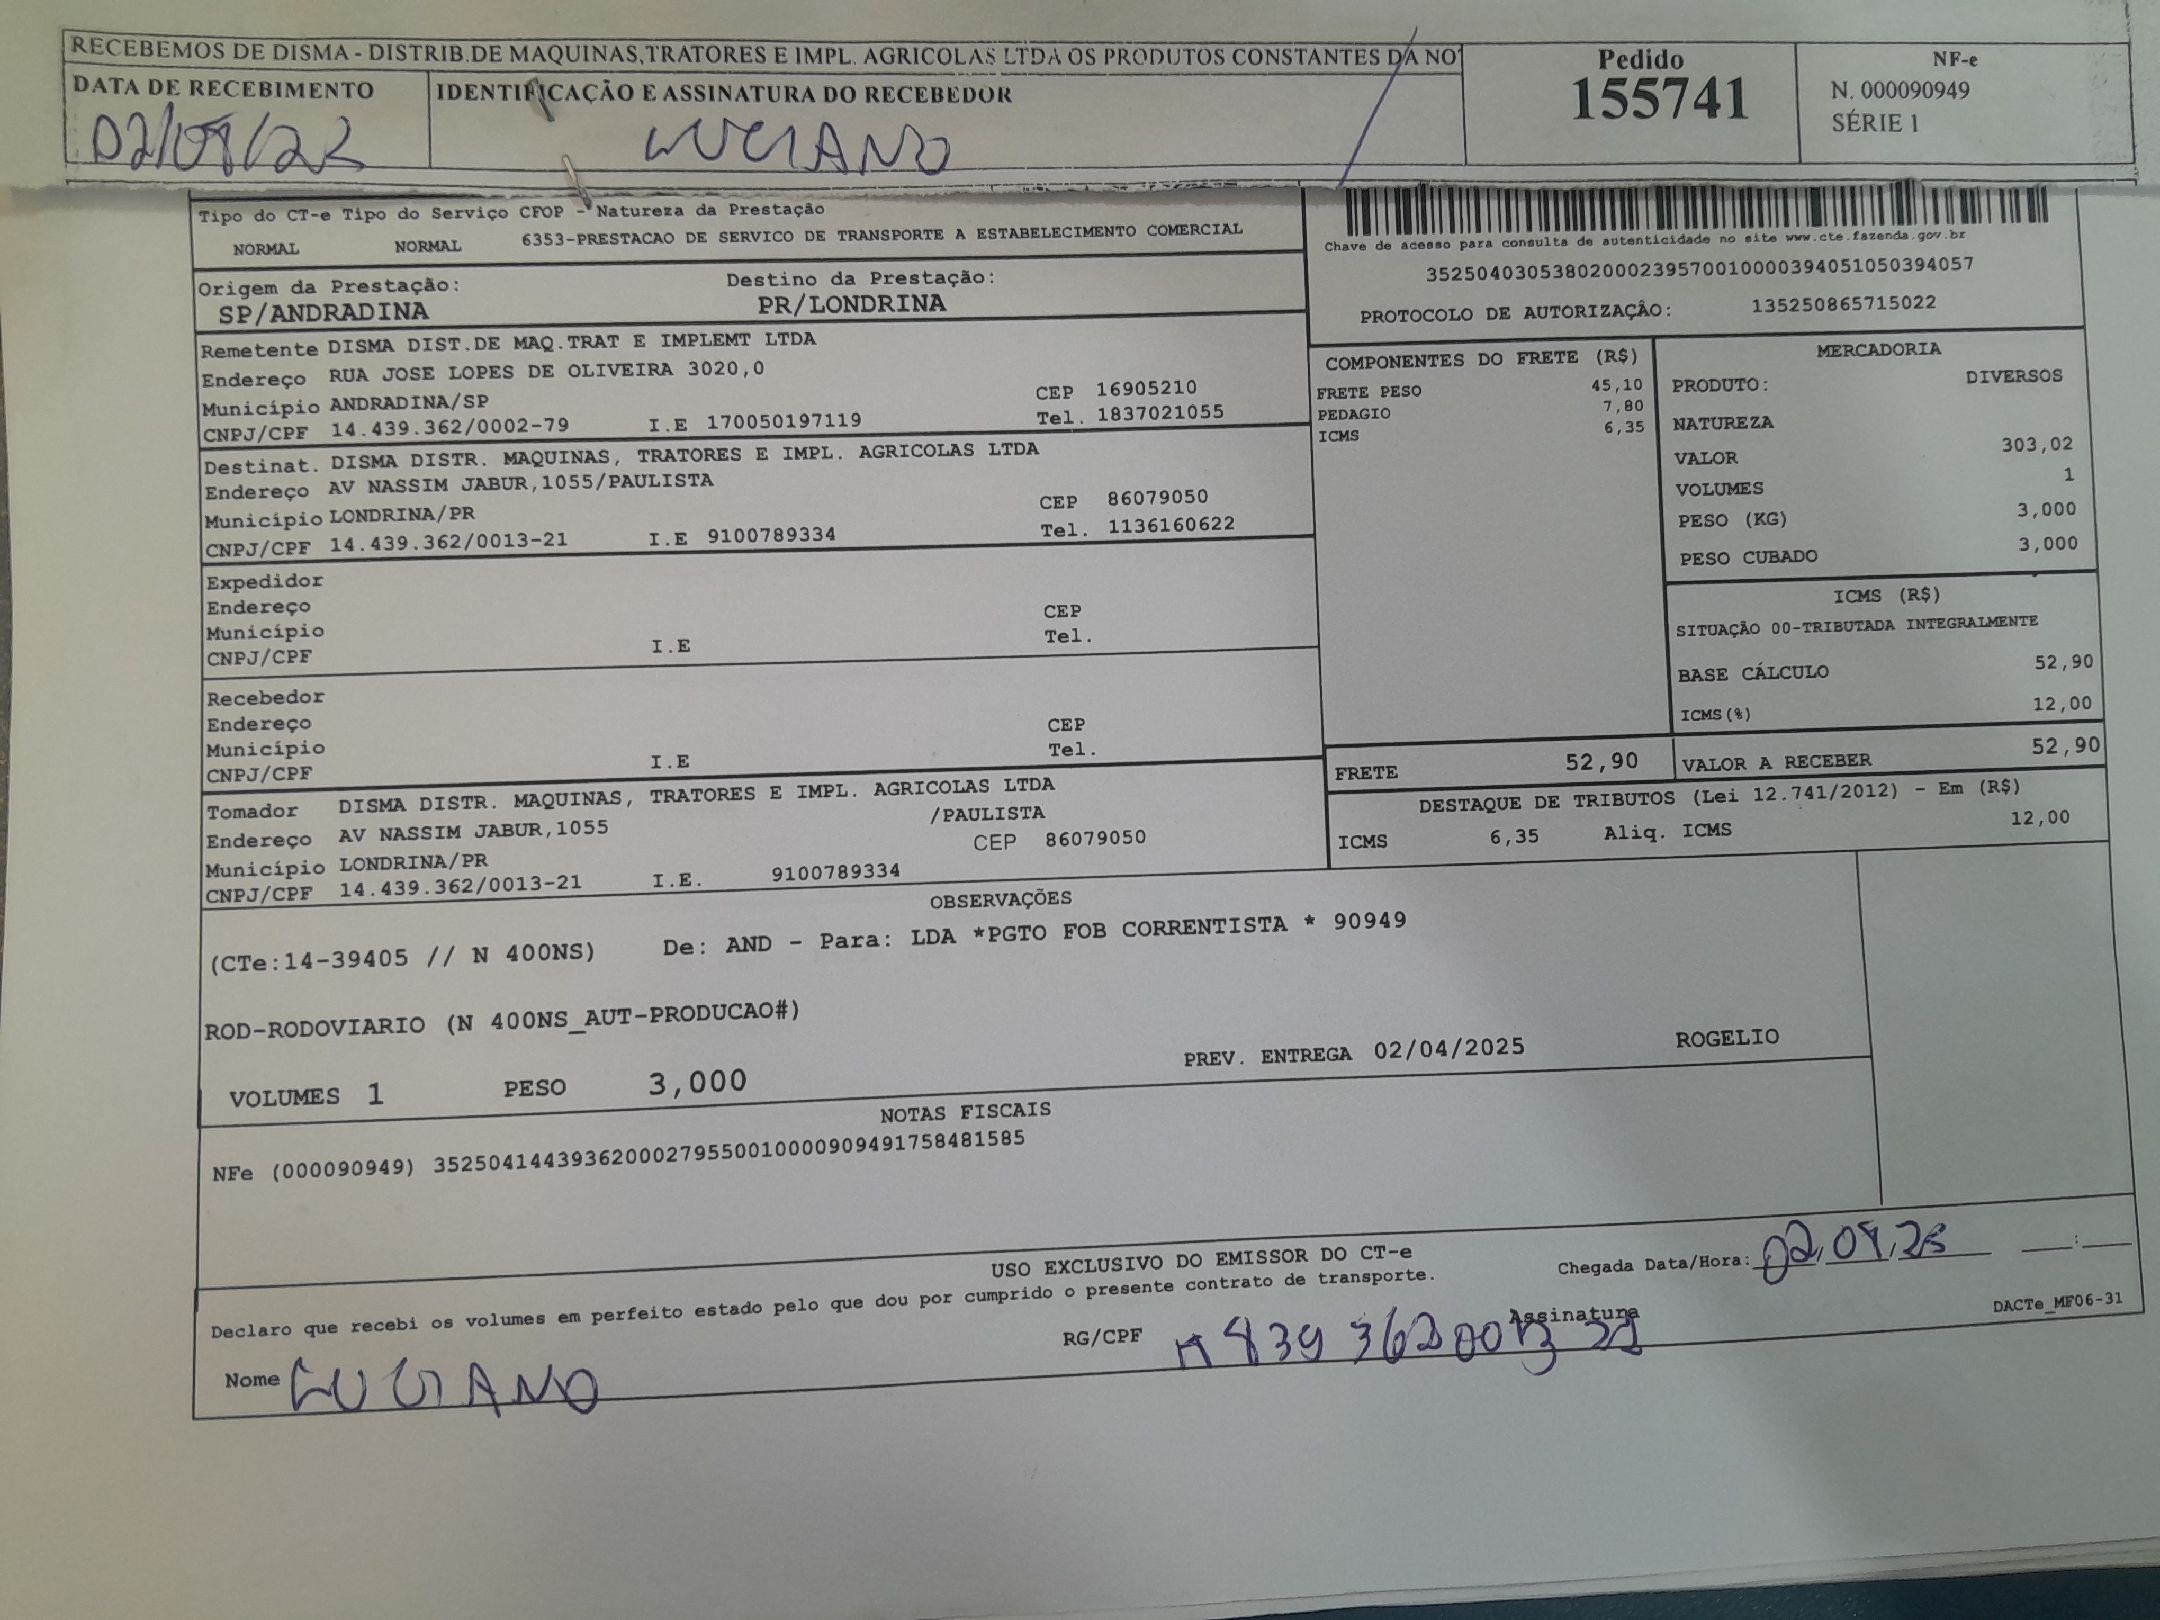 RECEBEMOS DE DISMA - DISTRIB.DE MAQUINAS,TRATORES E IMPL. AGRICOLAS LTDA OS PRODUTOS CONSTANTES DA NO
DATA DE RECEBIMENTO
IDENTIFICAÇÃO E ASSINATURA DO RECEBEDOR
LUCIANO
Pedido
155741
NF-e
N. 000090949
SÉRIE 1
Tipo do CT-e Tipo do Serviço CFOP - Natureza da Prestação
NORMAL NORMAL 6353-PRESTACAO DE SERVICO DE TRANSPORTE A ESTABELECIMENTO COMERCIAL
Chave de acesso para consulta de autenticidade no site www.cte.fazenda.gov.br
35250403053802000239570010000394051050394057
PROTOCOLO DE AUTORIZAÇÃO: 135250865715022
Origem da Prestação: Destino da Prestação:
SP/ANDRADINA PR/LONDRINA
Remetente DISMA DIST.DE MAQ.TRAT E IMPLEMT LTDA
Endereço RUA JOSE LOPES DE OLIVEIRA 3020,0
CEP 16905210
Município ANDRADINA/SP
Tel. 1837021055
CNPJ/CPF 14.439.362/0002-79 I.E 170050197119
Destinat. DISMA DISTR. MAQUINAS, TRATORES E IMPL. AGRICOLAS LTDA
Endereço AV NASSIM JABUR,1055/PAULISTA
CEP 86079050
Município LONDRINA/PR
Tel. 1136160622
CNPJ/CPF 14.439.362/0013-21 I.E 9100789334
Expedidor
Endereço
CEP
Município
Tel.
CNPJ/CPF I.E
Recebedor
Endereço
CEP
Município
Tel.
CNPJ/CPF I.E
Tomador DISMA DISTR. MAQUINAS, TRATORES E IMPL. AGRICOLAS LTDA
/PAULISTA
Endereço AV NASSIM JABUR,1055
CEP 86079050
Município LONDRINA/PR
CNPJ/CPF 14.439.362/0013-21 I.E. 9100789334
COMPONENTES DO FRETE (R$)
FRETE PESO 45,10
PEDAGIO 7,80
ICMS 6,35
MERCADORIA
PRODUTO: DIVERSOS
NATUREZA
VALOR 303,02
VOLUMES 1
PESO (KG) 3,000
PESO CUBADO 3,000
ICMS (R$)
SITUAÇÃO 00-TRIBUTADA INTEGRALMENTE
BASE CÁLCULO 52,90
ICMS(%) 12,00
FRETE 52,90
VALOR A RECEBER 52,90
DESTAQUE DE TRIBUTOS (Lei 12.741/2012) - Em (R$)
ICMS 6,35 Aliq. ICMS 12,00
OBSERVAÇÕES
(CTe:14-39405 // N 400NS) De: AND - Para: LDA *PGTO FOB CORRENTISTA * 90949
ROD-RODOVIARIO (N 400NS_AUT-PRODUCAO#)
PREV. ENTREGA 02/04/2025 ROGELIO
VOLUMES 1 PESO 3,000
NOTAS FISCAIS
NFe (000090949) 35250414439362000279550010000909491758481585
USO EXCLUSIVO DO EMISSOR DO CT-e
Chegada Data/Hora:
Declaro que recebi os volumes em perfeito estado pelo que dou por cumprido o presente contrato de transporte.
RG/CPF
Assinatura
DACTe_MF06-31
Nome LUCIANO